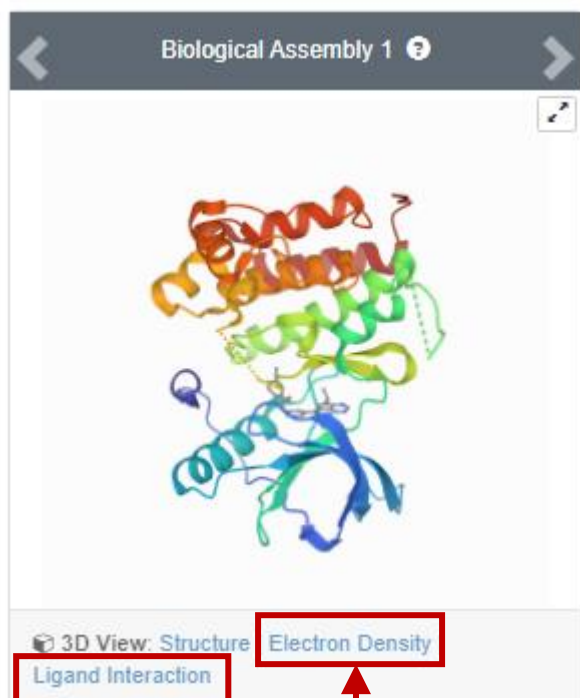 Biological Assembly 1 ?
3D View: Structure Electron Density
Ligand Interaction